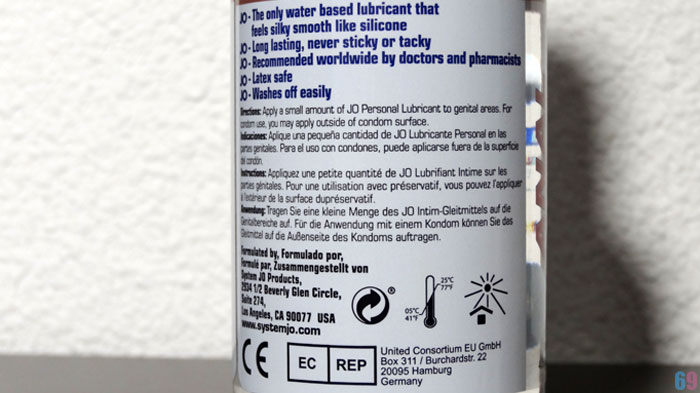 JO - The only water based lubricant that
feels silky smooth like silicone
JO - Long lasting, never sticky or tacky
JO - Recommended worldwide by doctors and pharmacists
JO - Latex safe
JO - Washes off easily
Directions: Apply a small amount of JO Personal Lubricant to genital areas. For
condom use, you may apply outside of condom surface.
Indicaciones: Aplique una pequeña cantidad de JO Lubricante Personal en las
partes genitales. Para el uso con condones, puede aplicarse fuera de la superficie
del condón.
Instructions: Appliquez une petite quantité de JO Lubrifiant Intime sur les
parties génitales. Pour une utilisation avec préservatif, vous pouvez l'appliquer
à l'extérieur de la surface dupréservatif.
Anwendung: Tragen Sie eine kleine Menge des JO Intim-Gleitmittels auf die
Genitalbereiche auf. Für die Anwendung mit einem Kondom können Sie das
Gleitmittel auf die Außenseite des Kondoms auftragen.
Formulated by, Formulado por,
Formulé par, Zusammengestellt von
System JO Products,
2934 1/2 Beverly Glen Circle,
Suite 274,
Los Angeles, CA 90077 USA
www.systemjo.com
25°C
77°F
05°C
41°F
CE
EC REP
United Consortium EU GmbH
Box 311 / Burchardstr. 22
20095 Hamburg
Germany
69